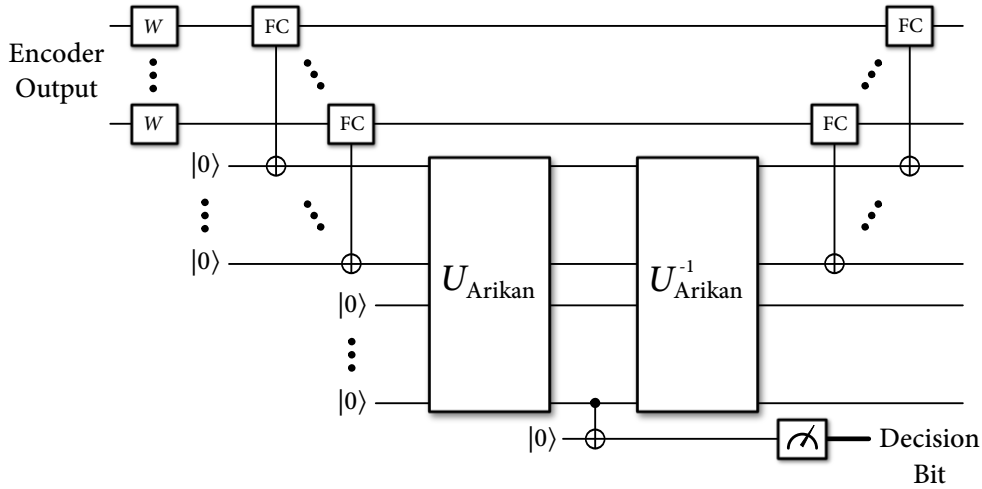 W FC FC
Encoder
Output
W FC FC
|0⟩
|0⟩
U_Arikan U^-1_Arikan
|0⟩
|0⟩
|0⟩ Decision
Bit